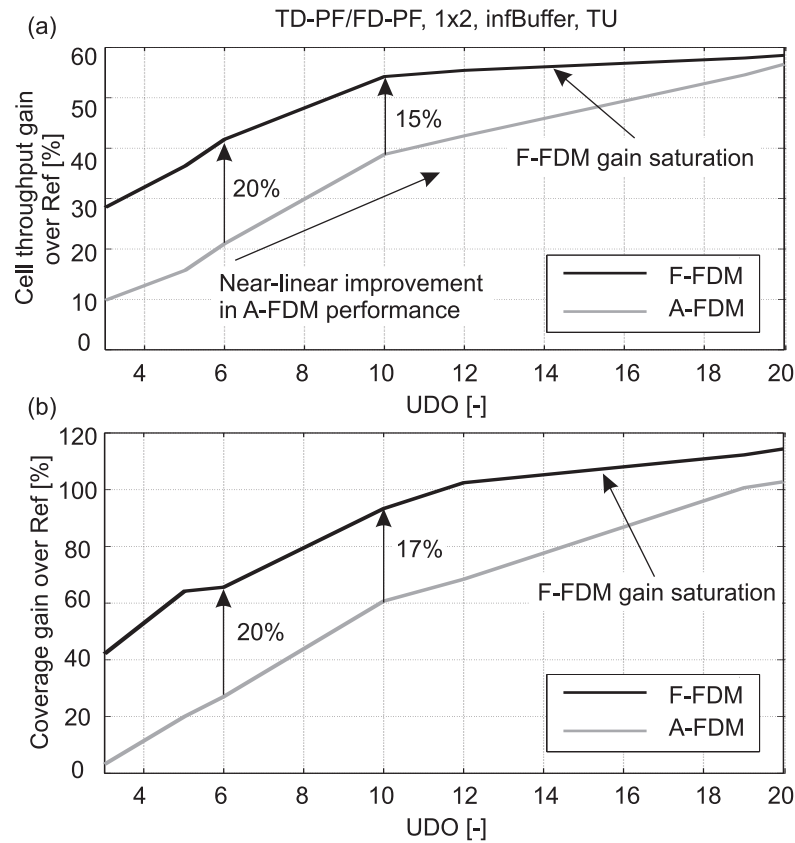 TD-PF/FD-PF, 1x2, infBuffer, TU
(a)
Cell throughput gain
over Ref [%]
60
50
40
30
20
10
0
20%
15%
F-FDM gain saturation
Near-linear improvement
in A-FDM performance
F-FDM
A-FDM
4 6 8 10 12 14 16 18 20
UDO [-]
(b)
Coverage gain over Ref [%]
120
100
80
60
40
20
0
20%
17%
F-FDM gain saturation
F-FDM
A-FDM
4 6 8 10 12 14 16 18 20
UDO [-]